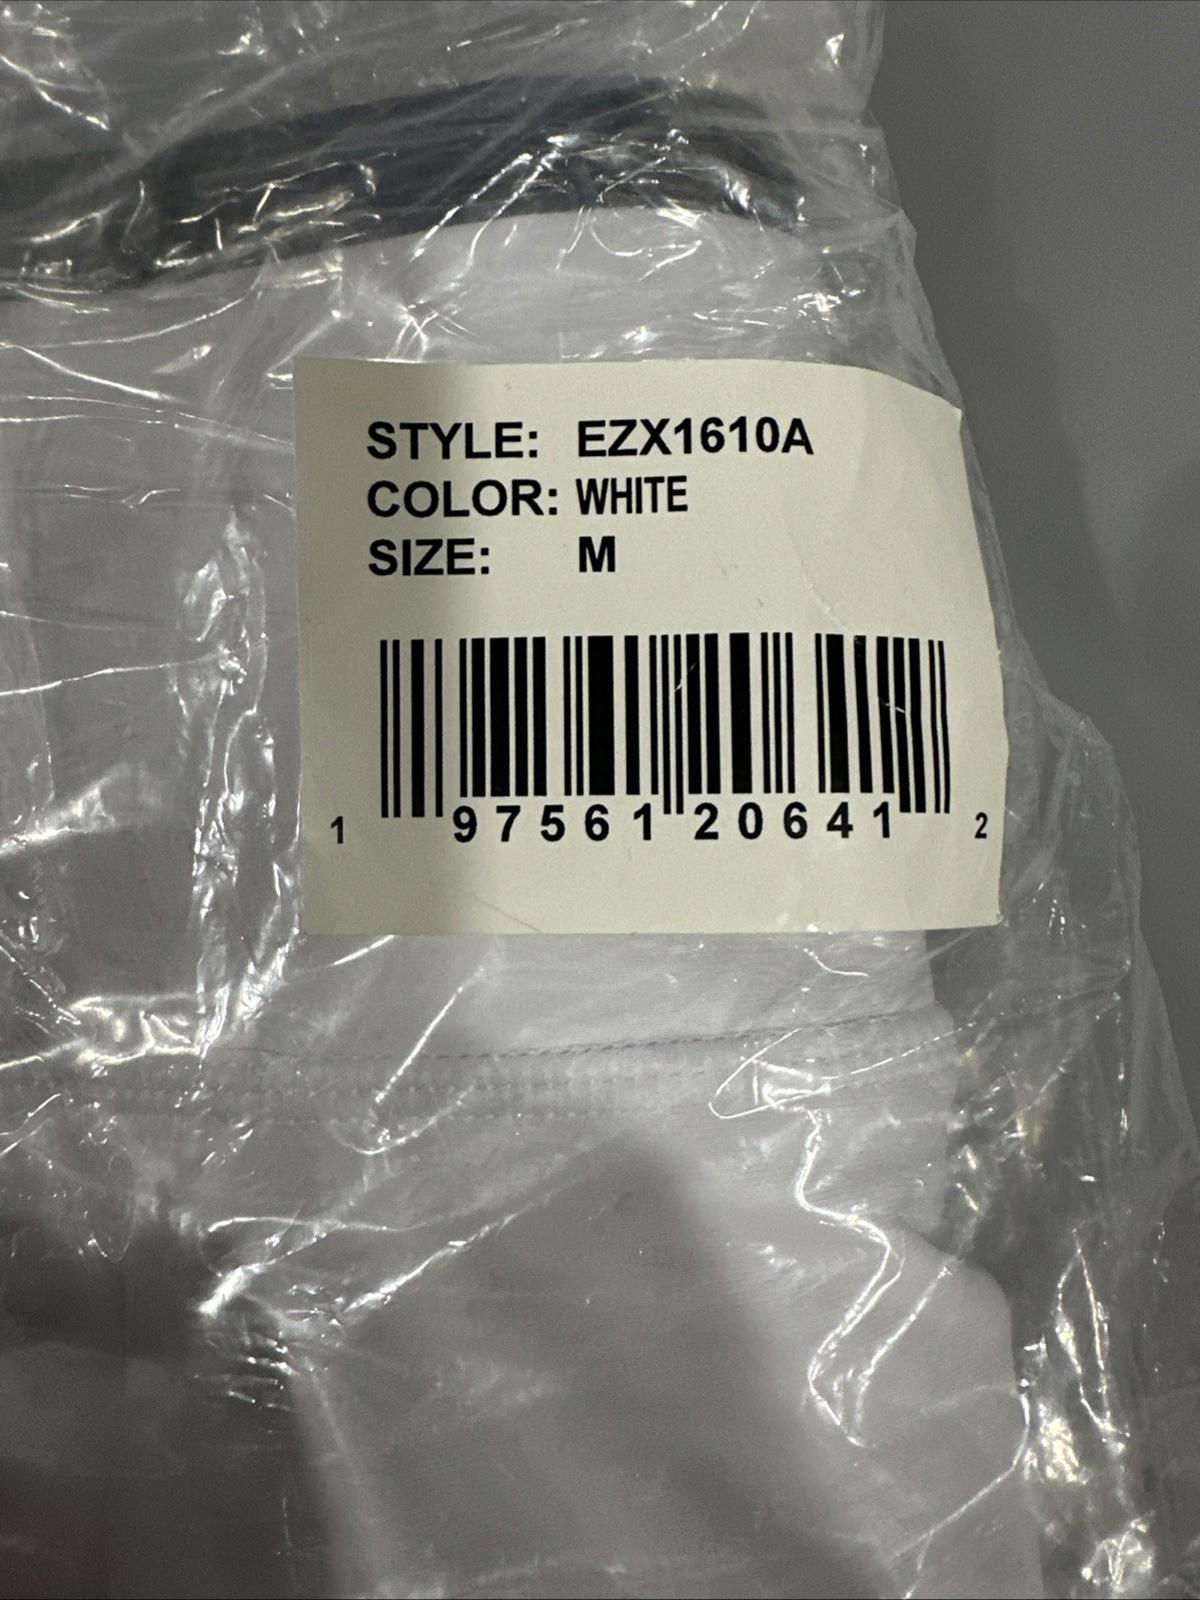 STYLE: EZX1610A
COLOR: WHITE
SIZE: M
1 97561 20641 2